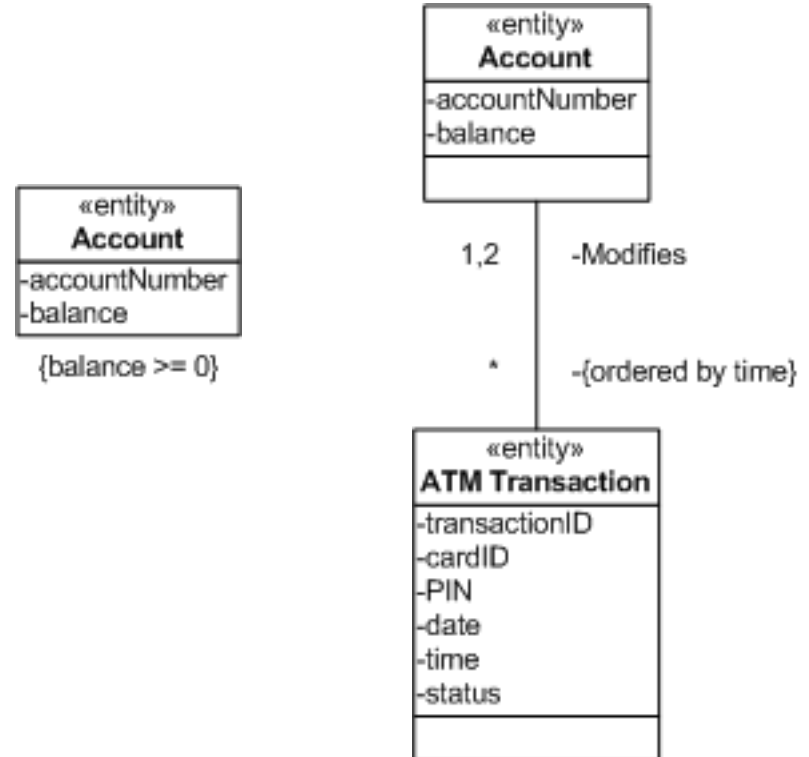 «entity»
Account
-accountNumber
-balance
{balance >= 0}
«entity»
Account
-accountNumber
-balance
1,2
-Modifies
*
-{ordered by time}
«entity»
ATM Transaction
-transactionID
-cardID
-PIN
-date
-time
-status